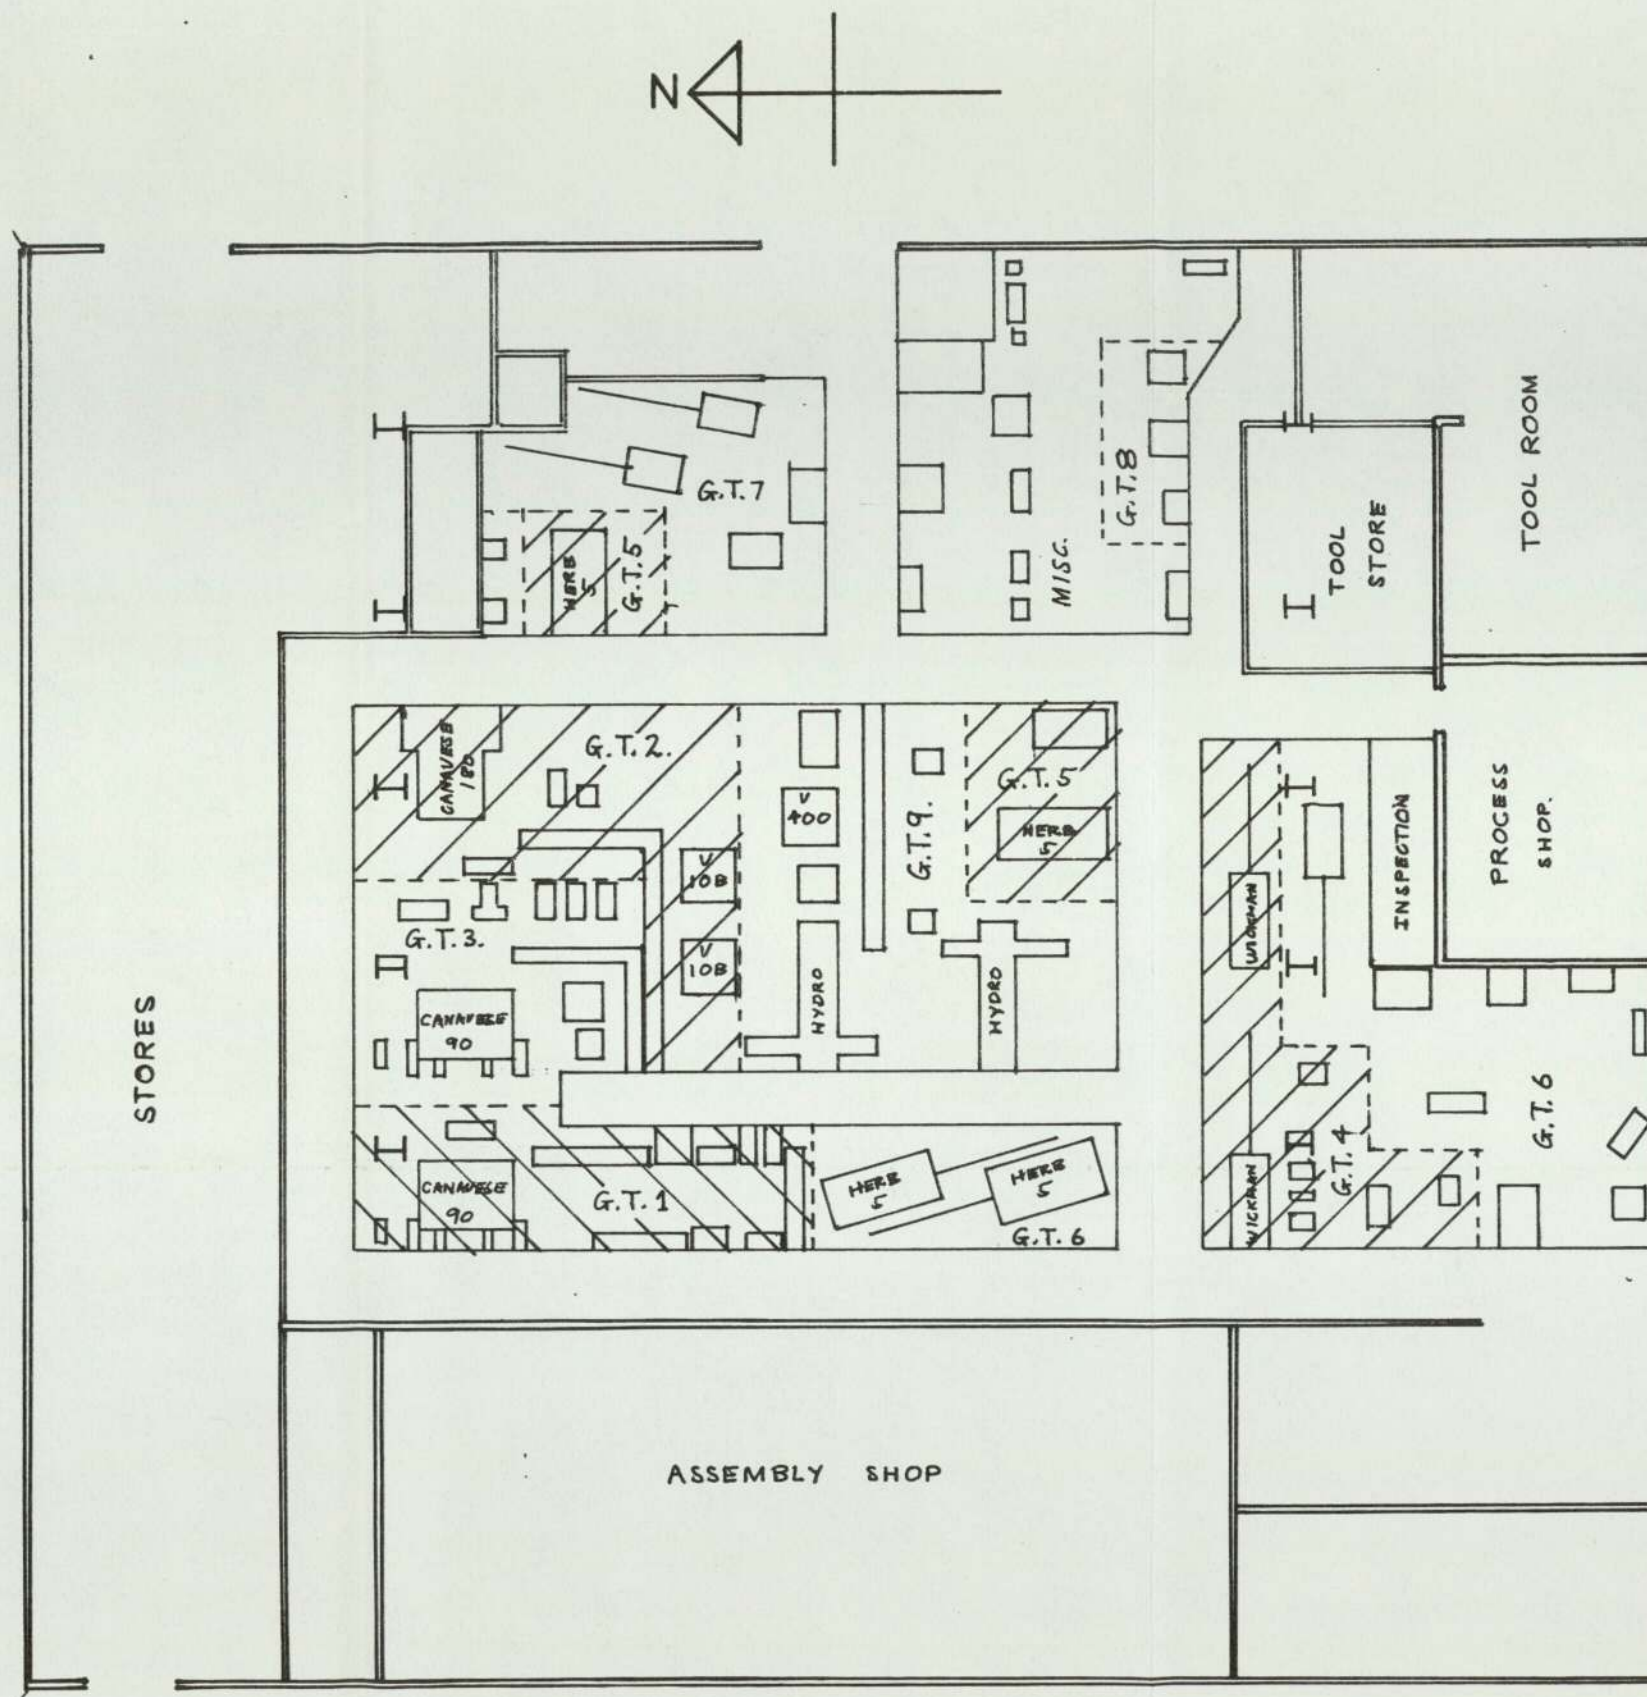 N
STORES
G.T.7
HERB
5
G.T.5
MISC.
G.T.8
TOOL
STORE
TOOL ROOM
CANAVESE
180
G.T.2.
V
400
G.T.9.
G.T.5
HERB
5
V
10B
V
10B
G.T.3.
CANAVESE
90
HYDRO
HYDRO
WICKMAN
INSPECTION
PROCESS
SHOP.
CANAVESE
90
G.T.1
HERB
5
HERB
5
G.T.6
WICKMAN
G.T.4
G.T.6
ASSEMBLY SHOP